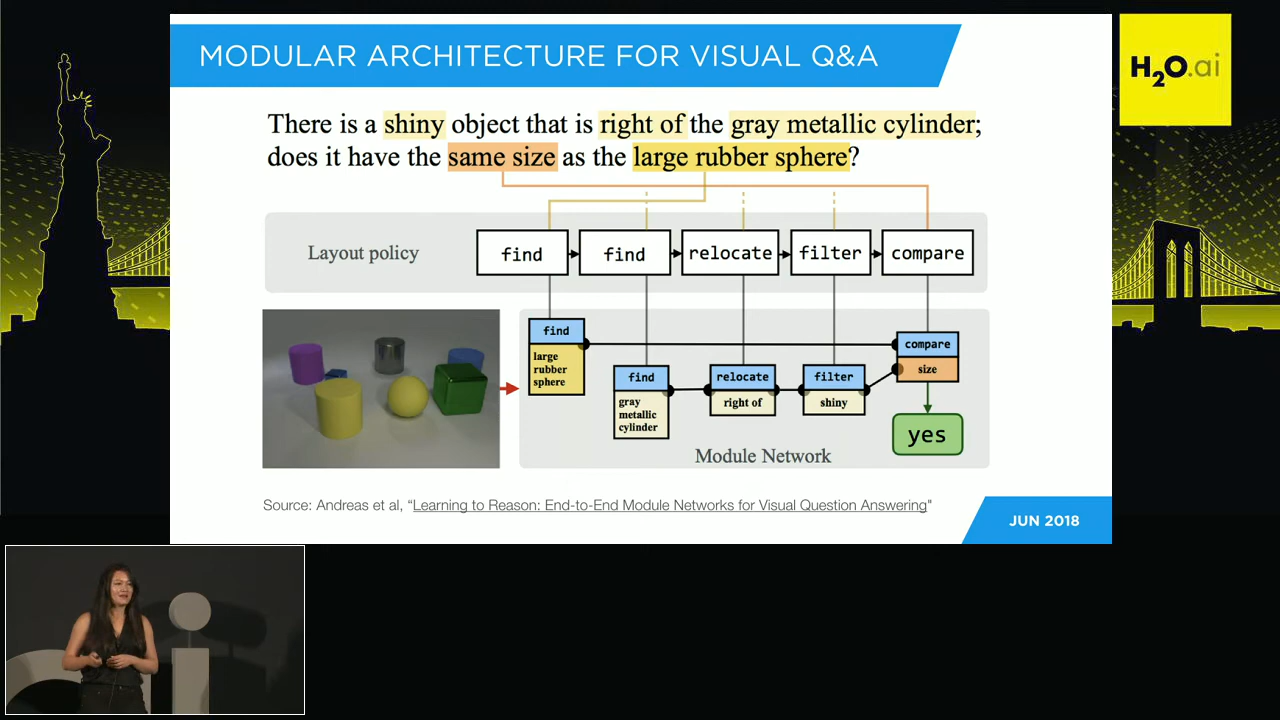 MODULAR ARCHITECTURE FOR VISUAL Q&A
H2O.ai
There is a shiny object that is right of the gray metallic cylinder;
does it have the same size as the large rubber sphere?
Layout policy
find
find
relocate
filter
compare
find
large
rubber
sphere
find
gray
metallic
cylinder
relocate
right of
filter
shiny
compare
size
yes
Module Network
Source: Andreas et al, “Learning to Reason: End-to-End Module Networks for Visual Question Answering"
JUN 2018